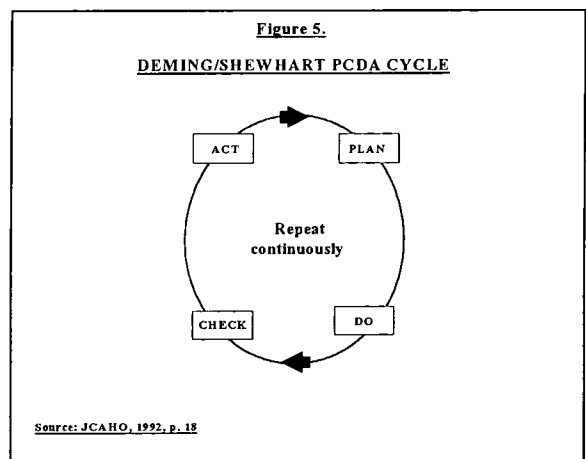 Figure 5.
DEMING/SHEWHART PCDA CYCLE
ACT
PLAN
Repeat
continuously
CHECK
DO
Source: JCAHO, 1992, p. 18